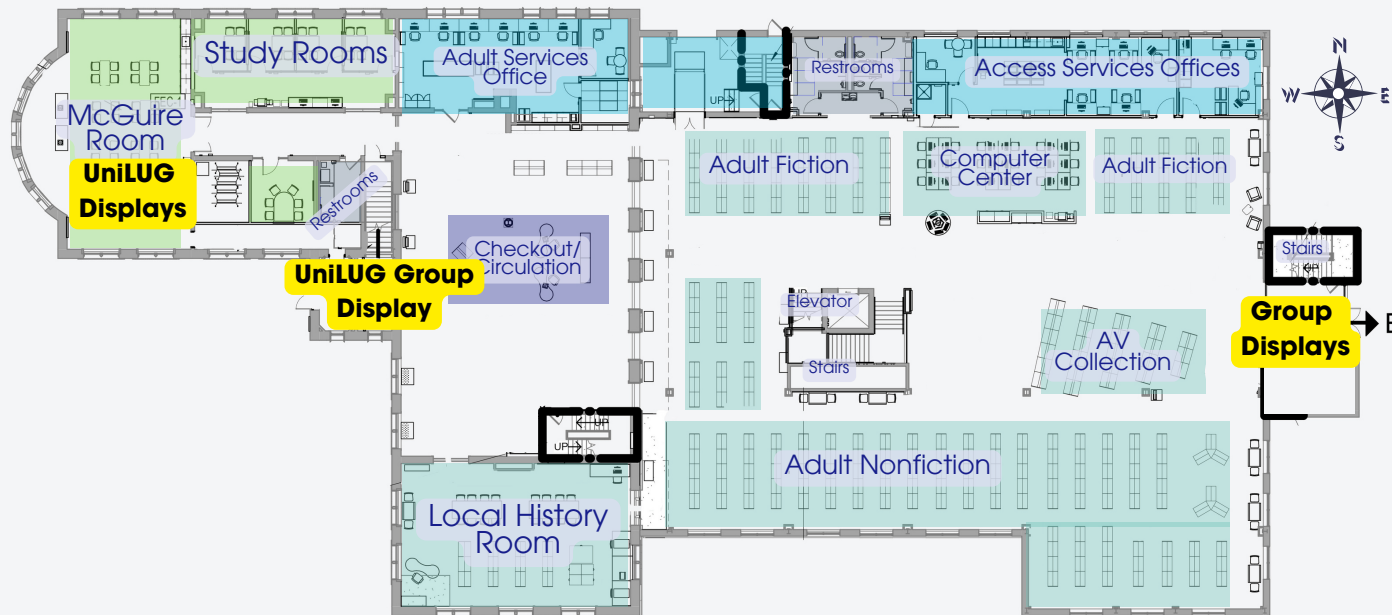 Study Rooms
Adult Services
Office
UP
Restrooms
Access Services Offices
N
W
E
S
McGuire
Room
UniLUG
Displays
Restrooms
Adult Fiction
Computer
Center
Adult Fiction
Checkout/
Circulation
UniLUG Group
Display
Stairs
UP
Elevator
UP
Stairs
AV
Collection
Group
Displays
E
UP
UP
Adult Nonfiction
Local History
Room